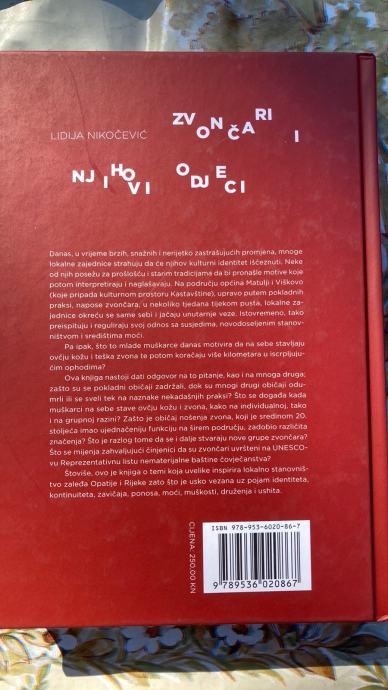 LIDIJA NIKOČEVIĆ
ZVONČARI I
NJIHOVI ODJECI
Danas, u vrijeme brzih, snažnih i nerijetko zastrašujućih promjena, mnoge
lokalne zajednice strahuju da će njihov kulturni identitet iščeznuti. Neke
od njih posežu za prošlošću i starim tradicijama da bi pronašle motive koje
potom interpretiraju i naglašavaju. Na području općina Matulji i Viškovo
(koje pripada kulturnom prostoru Kastavštine), upravo putem pokladnih
praksi, napose zvončara, u nekoliko tjedana tijekom pusta, lokalne za-
jednice okreću se same sebi i jačaju unutarnje veze. Istovremeno, tako
preispituju i reguliraju svoj odnos sa susjedima, novodoseljenim stanov-
ništvom i središtima moći.
Pa ipak, što to mlade muškarce danas motivira da na sebe stavljaju
ovčju kožu i teška zvona te potom koračaju više kilometara u iscrpljuju-
ćim ophodima?
Ova knjiga nastoji dati odgovor na to pitanje, kao i na mnoga druga;
zašto su se pokladni običaji zadržali, dok su mnogi drugi običaji odu-
mrli ili se sveli tek na naznake nekadašnjih praksi? Što se događa kada
muškarci na sebe stave ovčju kožu i zvona, kako na individualnoj, tako
i na grupnoj razini? Zašto je običaj nošenja zvona, koji je sredinom 20.
stoljeća imao ujednačeniju funkciju na širem području, zadobio različita
značenja? Što je razlog tome da se i dalje stvaraju nove grupe zvončara?
Što se mijenja zahvaljujući činjenici da su zvončari uvršteni na UNESCO-
vu Reprezentativnu listu nematerijalne baštine čovječanstva?
Štoviše, ovo je knjiga o temi koja uvelike inspirira lokalno stanovniš-
tvo zaleđa Opatije i Rijeke zato što je usko vezana uz pojam identiteta,
kontinuiteta, zavičaja, ponosa, moći, muškosti, druženja i ushita.
CIJENA: 250,00 KN
ISBN 978-953-6020-86-7
9 789536 020867